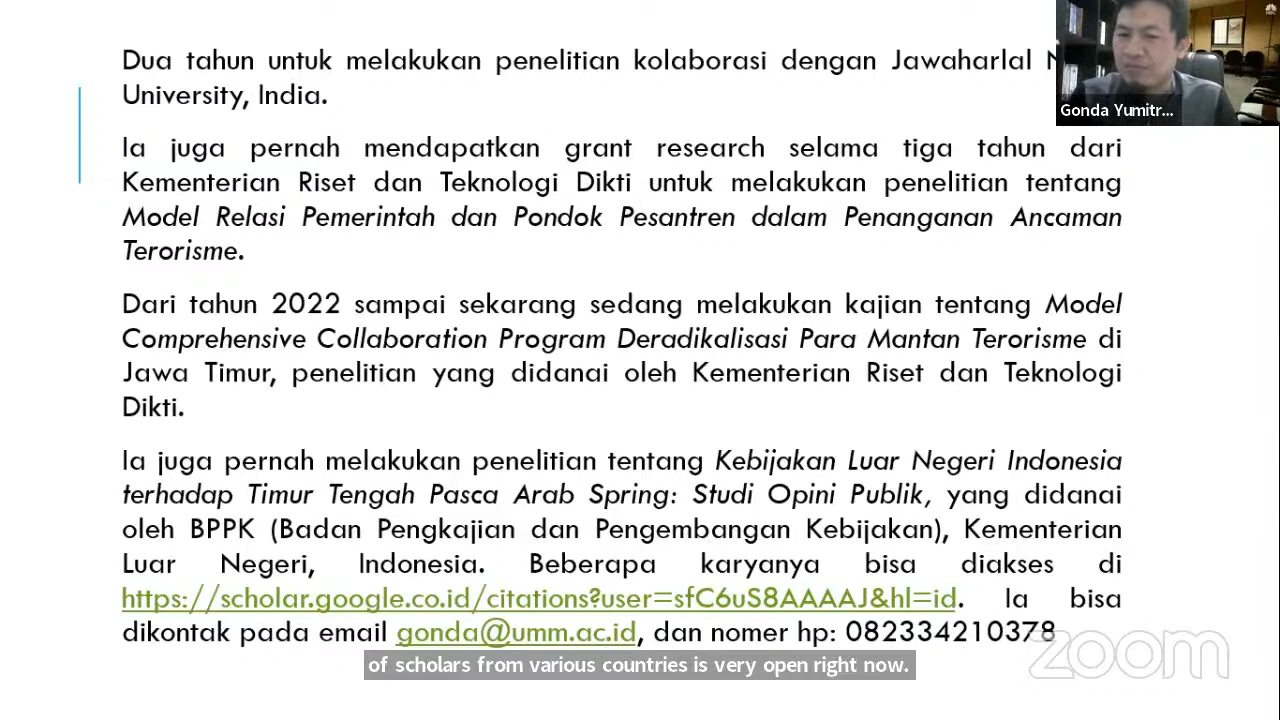 Dua tahun untuk melakukan penelitian kolaborasi dengan Jawaharlal
University, India.
Ia juga pernah mendapatkan grant research selama tiga tahun dari
Kementerian Riset dan Teknologi Dikti untuk melakukan penelitian tentang
Model Relasi Pemerintah dan Pondok Pesantren dalam Penanganan Ancaman
Terorisme.
Dari tahun 2022 sampai sekarang sedang melakukan kajian tentang Model
Comprehensive Collaboration Program Deradikalisasi Para Mantan Terorisme di
Jawa Timur, penelitian yang didanai oleh Kementerian Riset dan Teknologi
Dikti.
Ia juga pernah melakukan penelitian tentang Kebijakan Luar Negeri Indonesia
terhadap Timur Tengah Pasca Arab Spring: Studi Opini Publik, yang didanai
oleh BPPK (Badan Pengkajian dan Pengembangan Kebijakan), Kementerian
Luar Negeri, Indonesia. Beberapa karyanya bisa diakses di
https://scholar.google.co.id/citations?user=sfC6uS8AAAAJ&hl=id. Ia bisa
dikontak pada email gonda@umm.ac.id, dan nomer hp: 082334210378
Gonda Yumitr...
of scholars from various countries is very open right now.
zoom